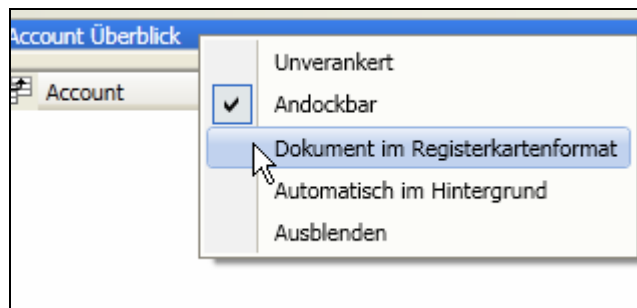 Account Überblick
Unverankert
Account
Andockbar
Dokument im Registerkartenformat
Automatisch im Hintergrund
Ausblenden